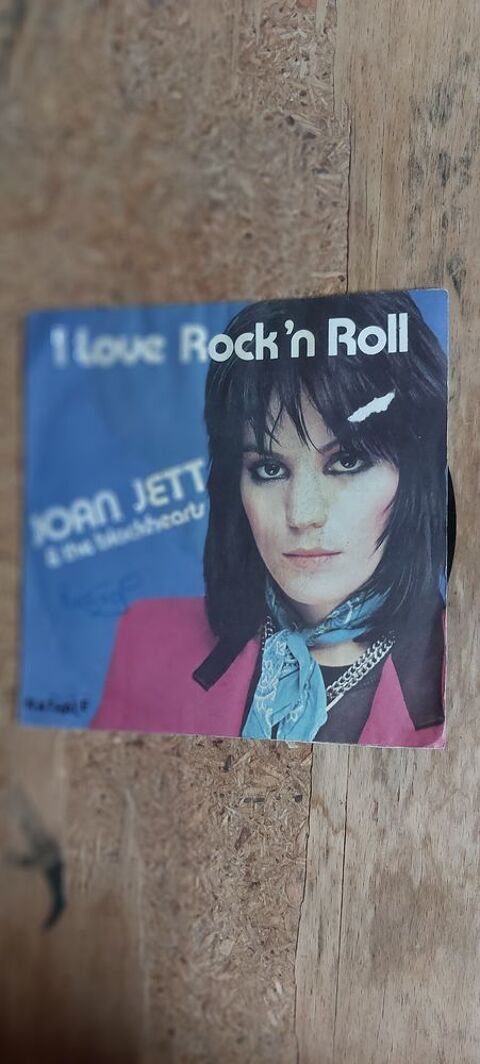 I Love Rock'n Roll
JOAN JETT
& the blackhearts